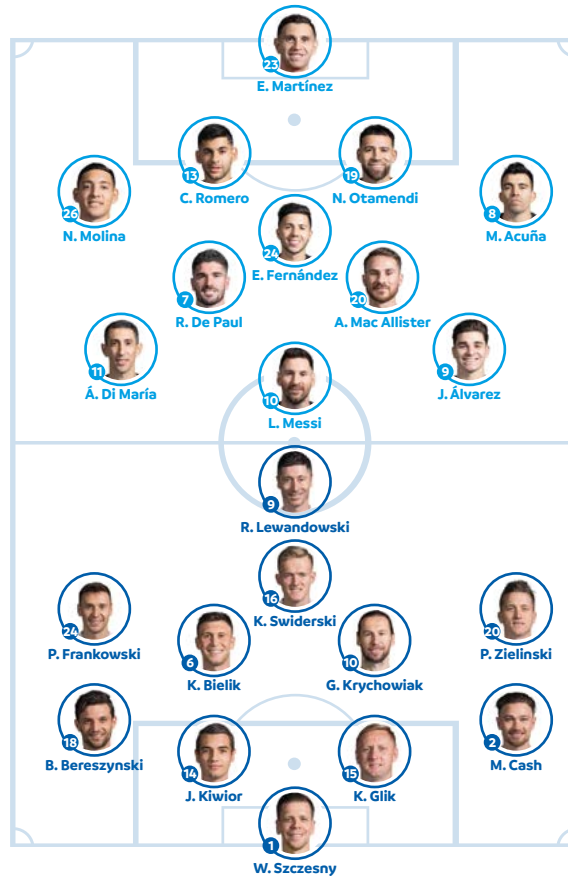 23
E. Martínez
13
C. Romero
19
N. Otamendi
26
N. Molina
8
M. Acuña
24
E. Fernández
7
R. De Paul
20
A. Mac Allister
11
Á. Di María
9
J. Álvarez
10
L. Messi
9
R. Lewandowski
16
K. Swiderski
24
P. Frankowski
20
P. Zielinski
6
K. Bielik
10
G. Krychowiak
18
B. Bereszynski
2
M. Cash
14
J. Kiwior
15
K. Glik
1
W. Szczesny